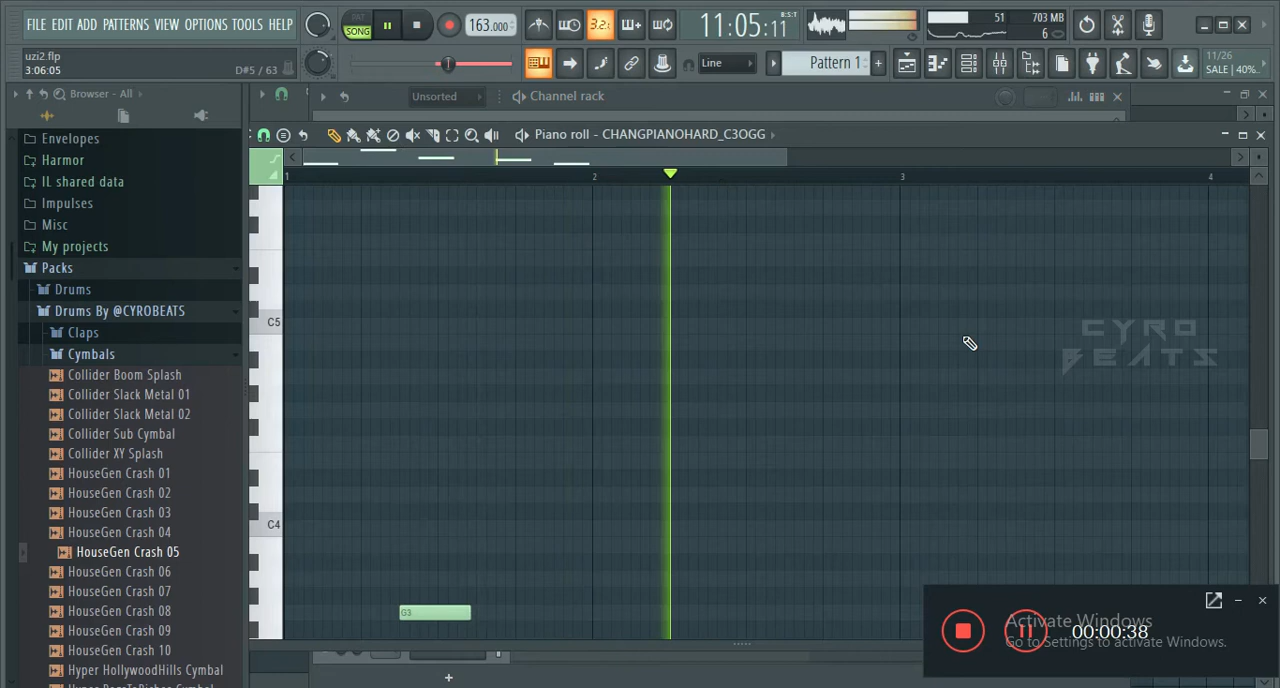 FILE EDIT ADD PATTERNS VIEW OPTIONS TOOLS HELP
PAT
SONG
163.000
3.2.
11:05:11
B:S:T
51
703 MB
6
uzi2.flp
3:06:05
D#5 / 63
Line
Pattern 1
11/26
SALE | 40%..
Browser - All
Unsorted
Channel rack
Piano roll - CHANGPIANOHARD_C3OGG
1
2
3
4
C5
C4
G3
Envelopes
Harmor
IL shared data
Impulses
Misc
My projects
Packs
Drums
Drums By @CYROBEATS
Claps
Cymbals
Collider Boom Splash
Collider Slack Metal 01
Collider Slack Metal 02
Collider Sub Cymbal
Collider XY Splash
HouseGen Crash 01
HouseGen Crash 02
HouseGen Crash 03
HouseGen Crash 04
HouseGen Crash 05
HouseGen Crash 06
HouseGen Crash 07
HouseGen Crash 08
HouseGen Crash 09
HouseGen Crash 10
Hyper HollywoodHills Cymbal
Hyper RagsToRiches Cymbal
CYRO
BEATS
Activate Windows
Go to Settings to activate Windows.
00:00:38